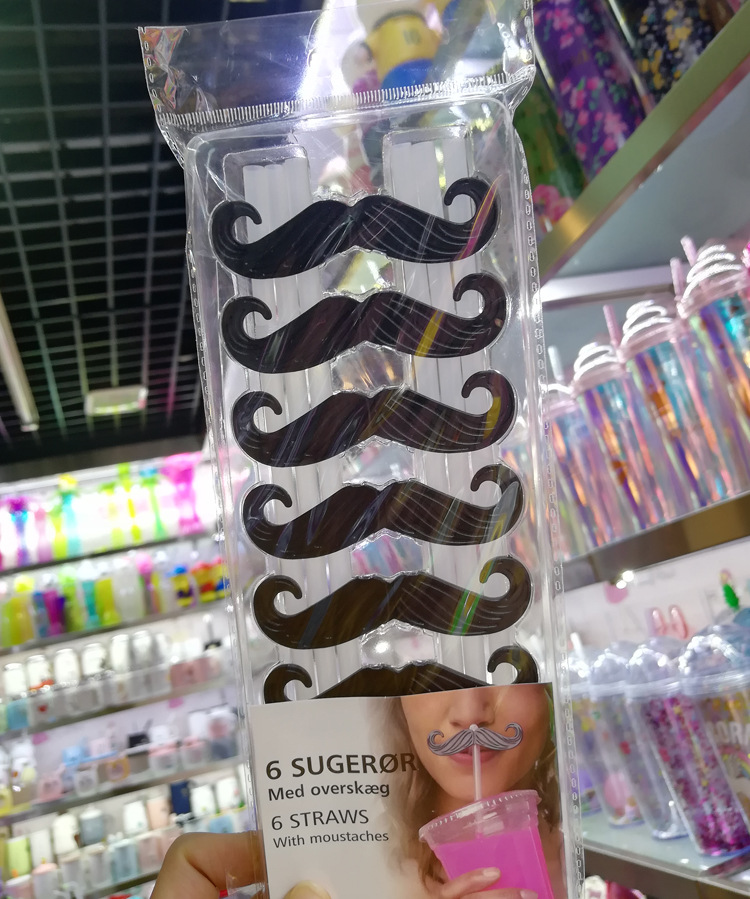 6 SUGERØR
Med overskæg
6 STRAWS
With moustaches